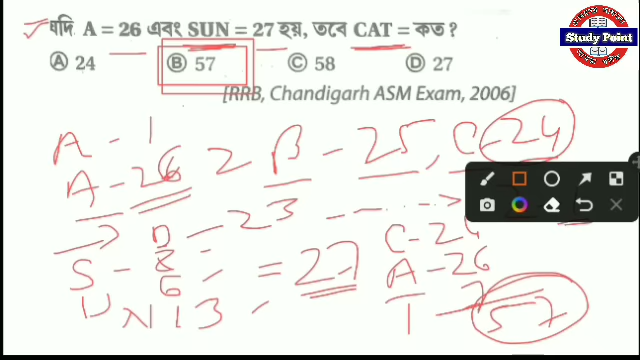 যদি A = 26 এবং SUN = 27 হয়, তবে CAT = কত ?
Study Point
Ⓐ 24 Ⓑ 57 Ⓒ 58 Ⓓ 27
[RRB, Chandigarh ASM Exam, 2006]
A - 1
A - 26 2 B - 25, C - 24
D - 23 - - - - →
S - 8 = 27 C - 24
U 6 A - 26
N 13 T 7
57